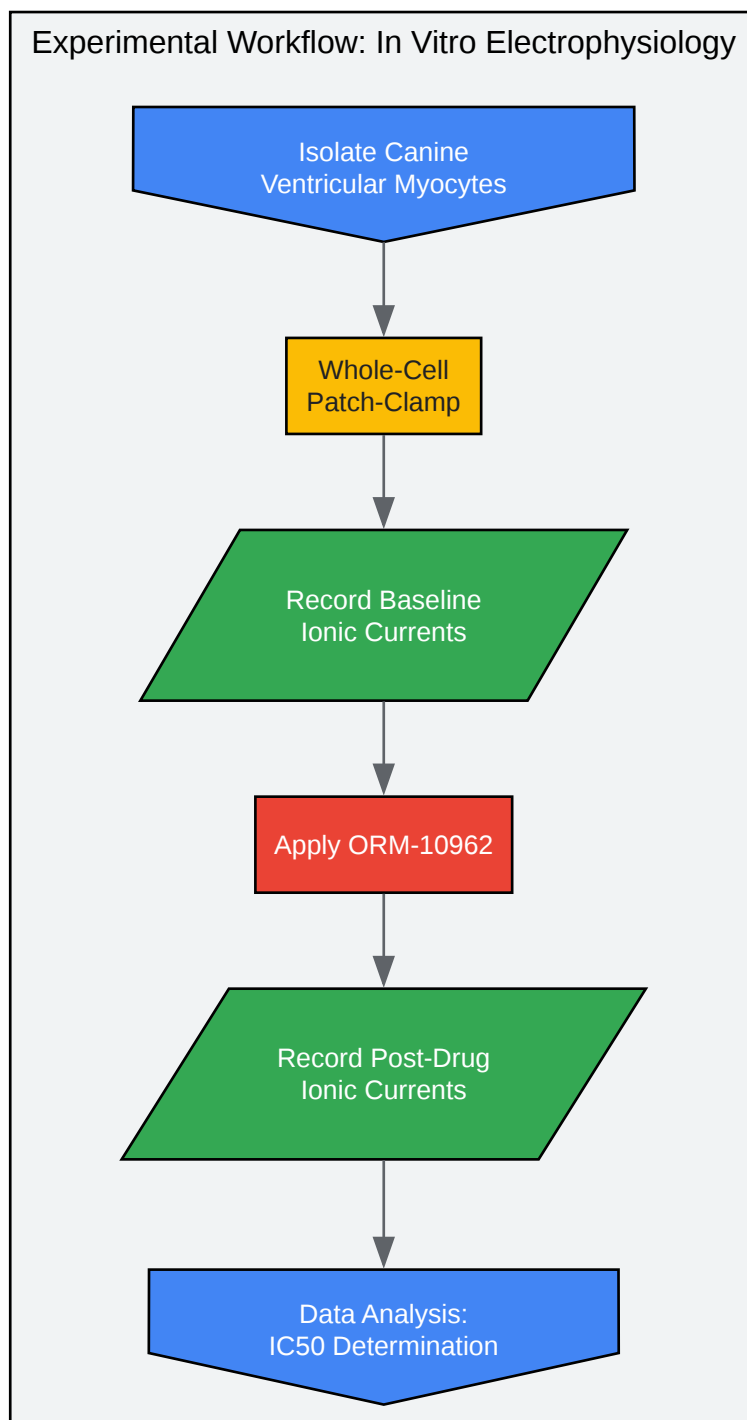 Experimental Workflow: In Vitro Electrophysiology
Isolate Canine
Ventricular Myocytes
Whole-Cell
Patch-Clamp
Record Baseline
Ionic Currents
Apply ORM-10962
Record Post-Drug
Ionic Currents
Data Analysis:
IC50 Determination